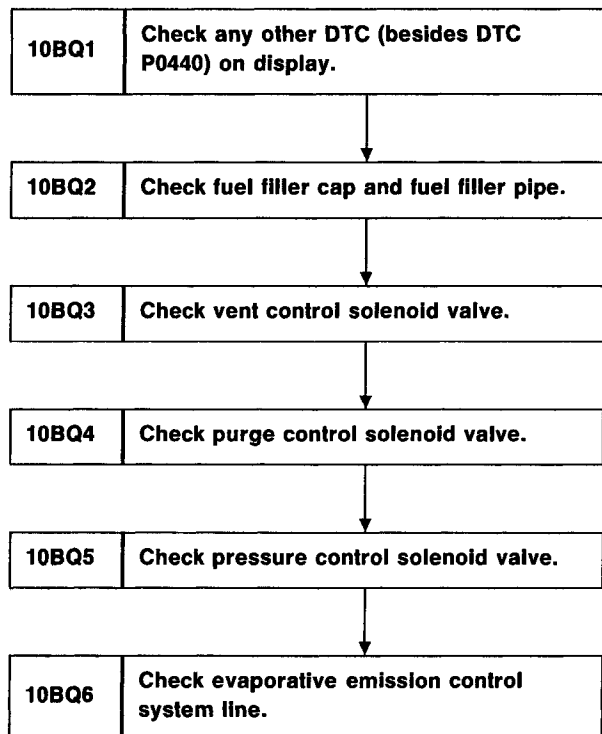 10BQ1
Check any other DTC (besides DTC
P0440) on display.
10BQ2
Check fuel filler cap and fuel filler pipe.
10BQ3
Check vent control solenoid valve.
10BQ4
Check purge control solenoid valve.
10BQ5
Check pressure control solenoid valve.
10BQ6
Check evaporative emission control
system line.